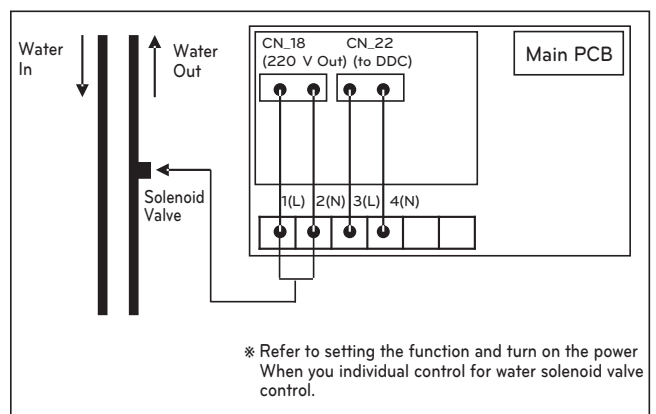 Water
In
Water
Out
CN_18
(220 V Out)
CN_22
(to DDC)
Main PCB
Solenoid
Valve
1(L) 2(N) 3(L) 4(N)
※ Refer to setting the function and turn on the power
When you individual control for water solenoid valve
control.